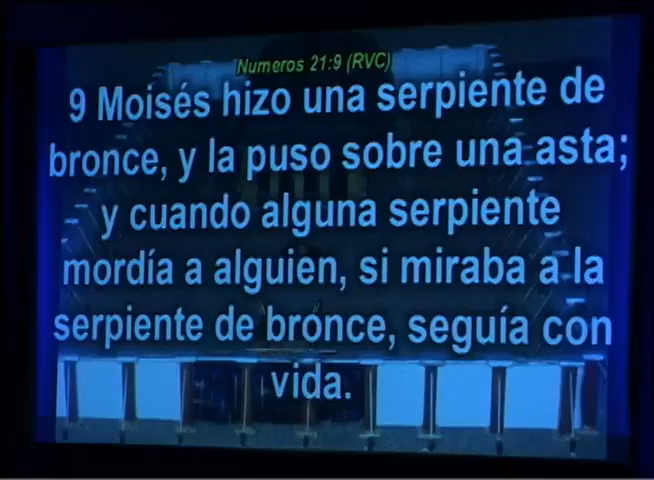 Numeros 21:9 (RVC)
9 Moisés hizo una serpiente de
bronce, y la puso sobre una asta;
y cuando alguna serpiente
mordía a alguien, si miraba a la
serpiente de bronce, seguía con
vida.